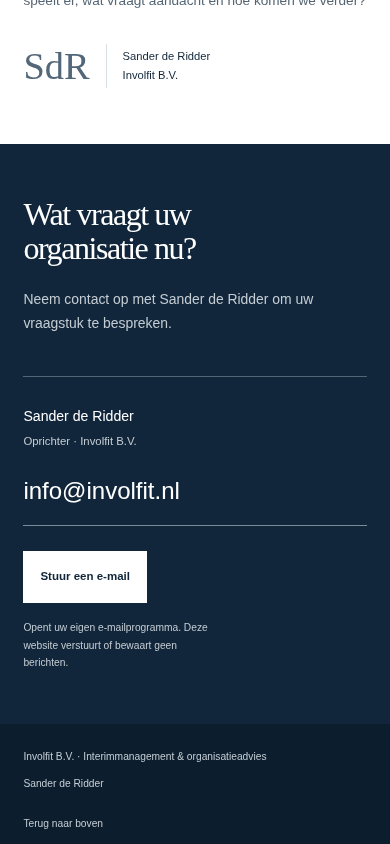 speelt er, wat vraagt aandacht en hoe komen we verder?
SdR
Sander de Ridder
Involfit B.V.
Wat vraagt uw
organisatie nu?
Neem contact op met Sander de Ridder om uw
vraagstuk te bespreken.
Sander de Ridder
Oprichter · Involfit B.V.
info@involfit.nl
Stuur een e-mail
Opent uw eigen e-mailprogramma. Deze
website verstuurt of bewaart geen
berichten.
Involfit B.V. · Interimmanagement & organisatieadvies
Sander de Ridder
Terug naar boven